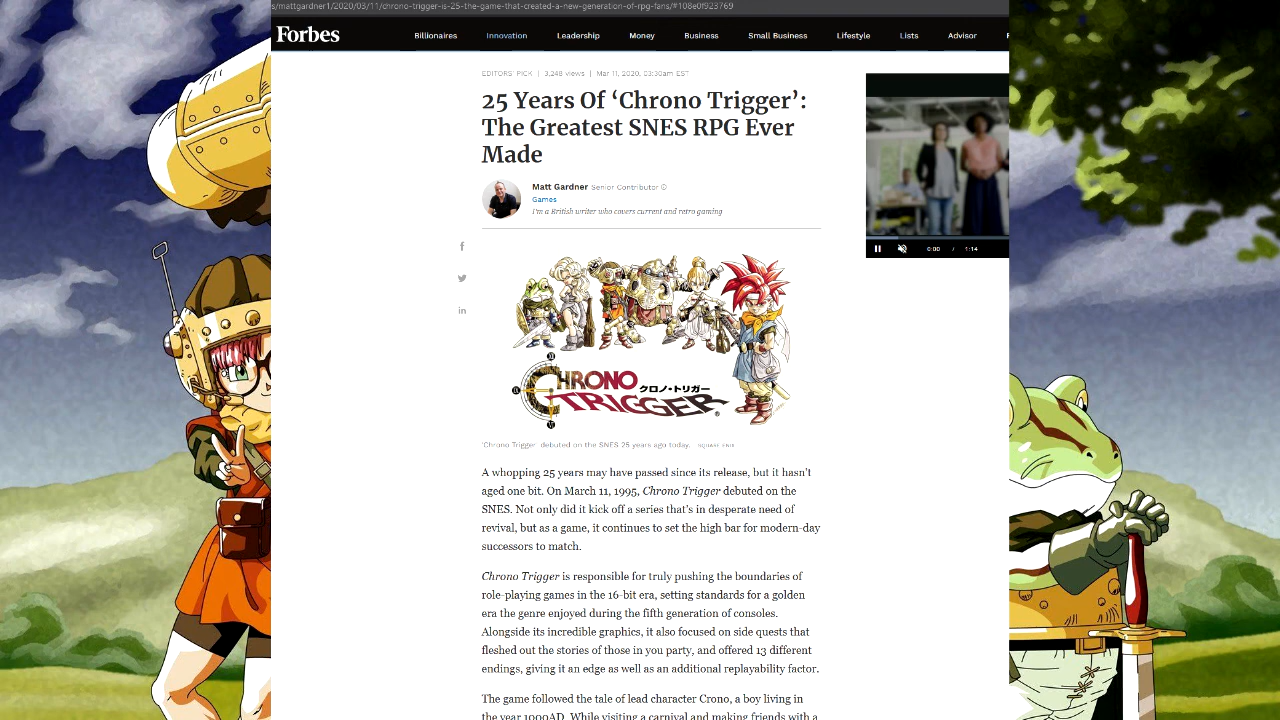 s/mattgardner1/2020/03/11/chrono-trigger-is-25-the-game-that-created-a-new-generation-of-rpg-fans/#108e0f923769
Forbes Billionaires Innovation Leadership Money Business Small Business Lifestyle Lists Advisor
EDITORS' PICK | 3,248 views | Mar 11, 2020, 03:30am EST
25 Years Of ‘Chrono Trigger’:
The Greatest SNES RPG Ever
Made
Matt Gardner Senior Contributor
Games
I'm a British writer who covers current and retro gaming
CHRONO
TRIGGER
クロノ・トリガー
'Chrono Trigger' debuted on the SNES 25 years ago today. SQUARE ENIX
0:00 / 1:14
A whopping 25 years may have passed since its release, but it hasn’t
aged one bit. On March 11, 1995, Chrono Trigger debuted on the
SNES. Not only did it kick off a series that’s in desperate need of
revival, but as a game, it continues to set the high bar for modern-day
successors to match.
Chrono Trigger is responsible for truly pushing the boundaries of
role-playing games in the 16-bit era, setting standards for a golden
era the genre enjoyed during the fifth generation of consoles.
Alongside its incredible graphics, it also focused on side quests that
fleshed out the stories of those in you party, and offered 13 different
endings, giving it an edge as well as an additional replayability factor.
The game followed the tale of lead character Crono, a boy living in
the year 1000AD. While visiting a carnival and making friends with a